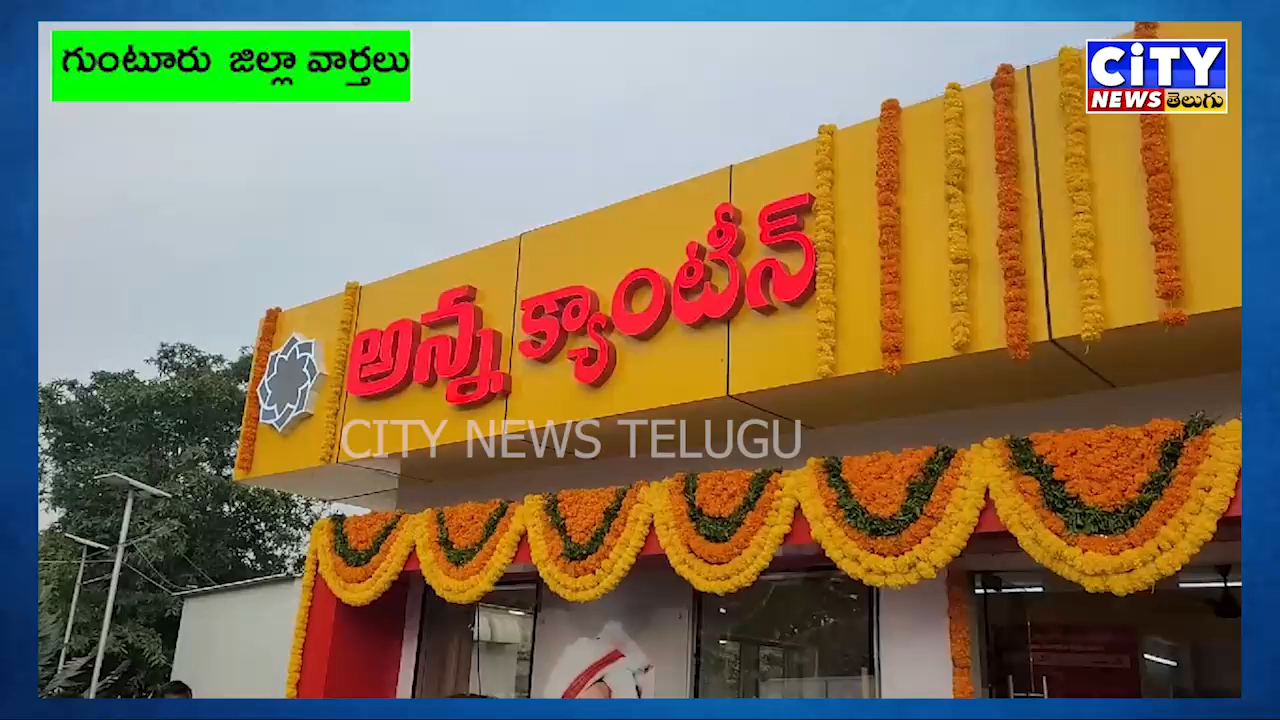 గుంటూరు జిల్లా వార్తలు
CiTY
NEWS తెలుగు
అన్న క్యాంటీన్
CITY NEWS TELUGU